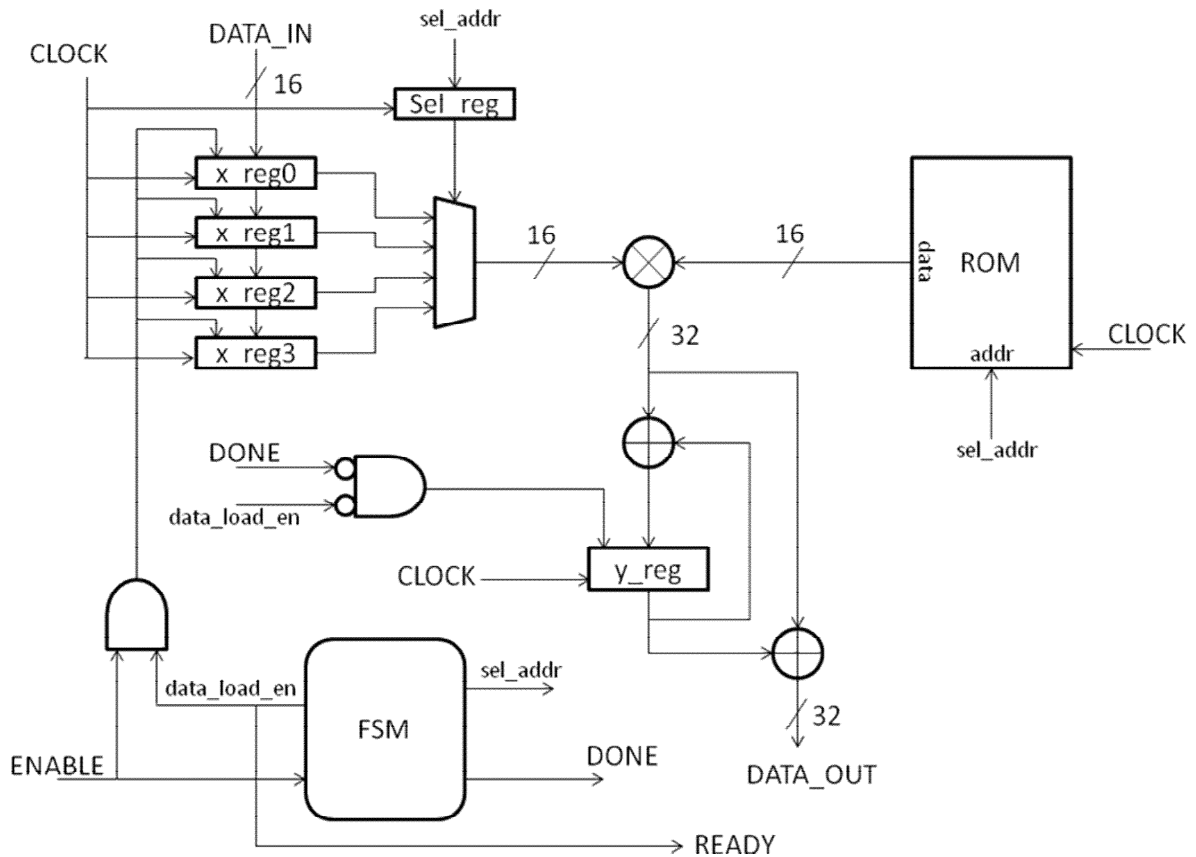 sel_addr
DATA_IN
CLOCK
16
Sel_reg
x_reg0
x_reg1
x_reg2
x_reg3
16
16
data
ROM
addr
CLOCK
sel_addr
32
DONE
data_load_en
CLOCK
y_reg
data_load_en
sel_addr
FSM
32
ENABLE
DONE
DATA_OUT
READY